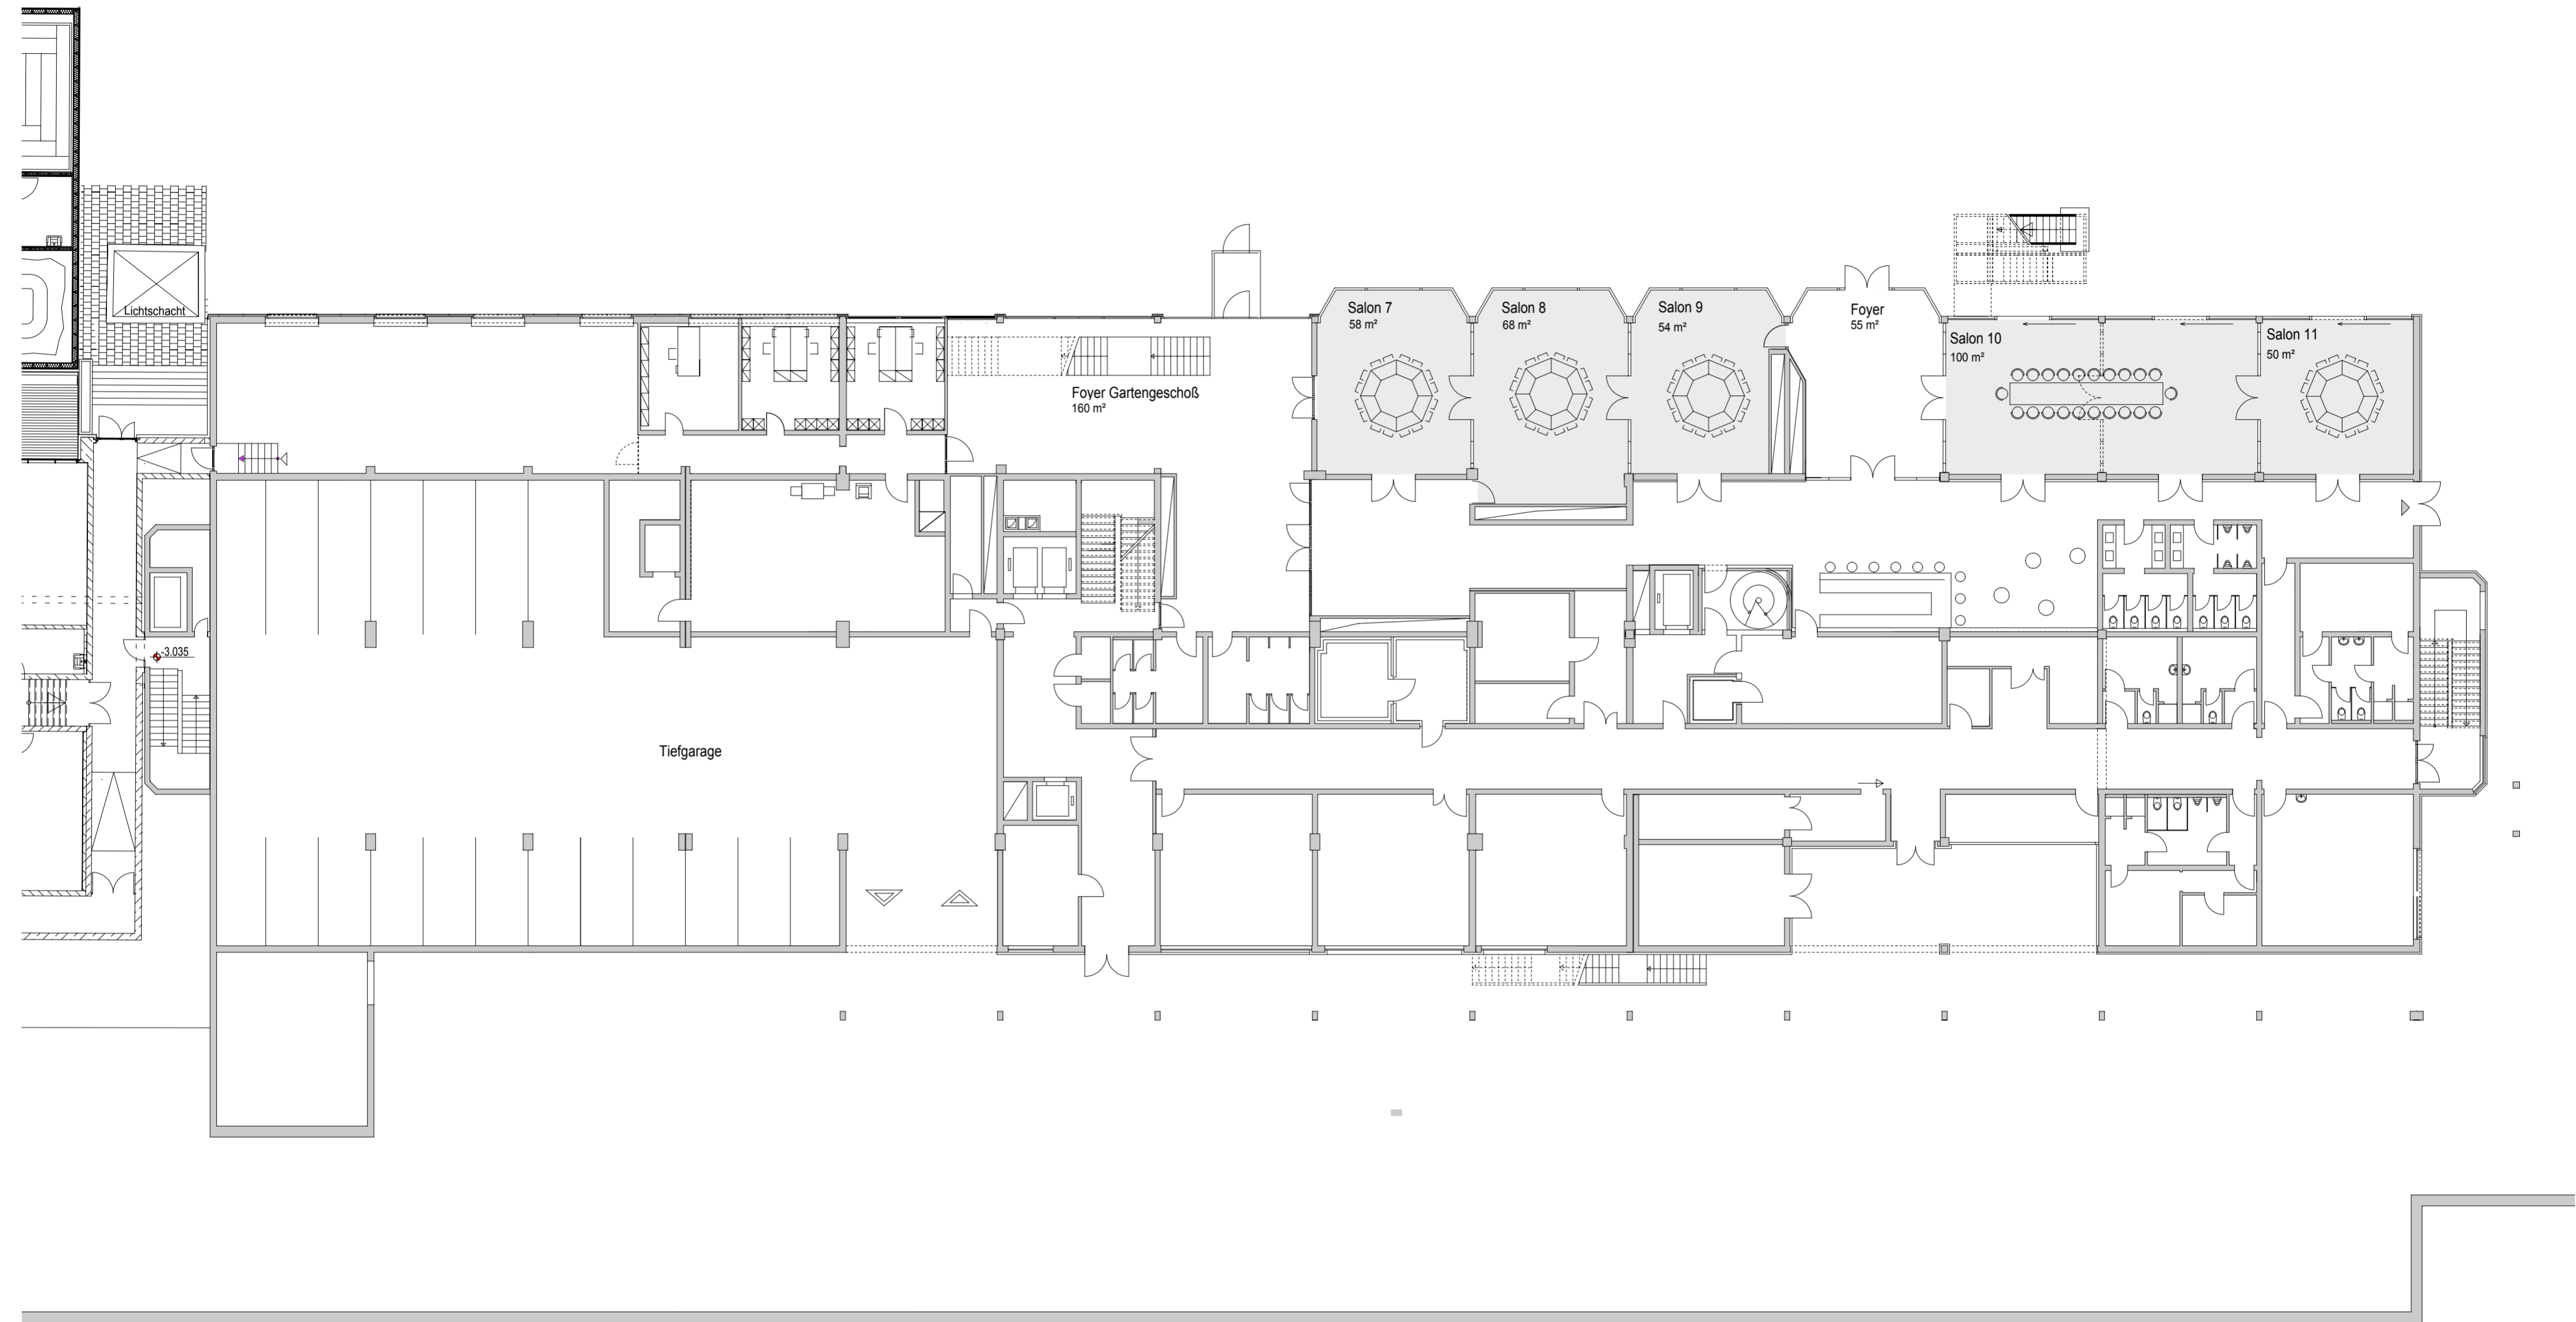 Lichtschacht
Salon 7
58 m²
Salon 8
68 m²
Salon 9
54 m²
Foyer
55 m²
Salon 10
100 m²
Salon 11
50 m²
Foyer Gartengeschoß
160 m²
-3.035
Tiefgarage